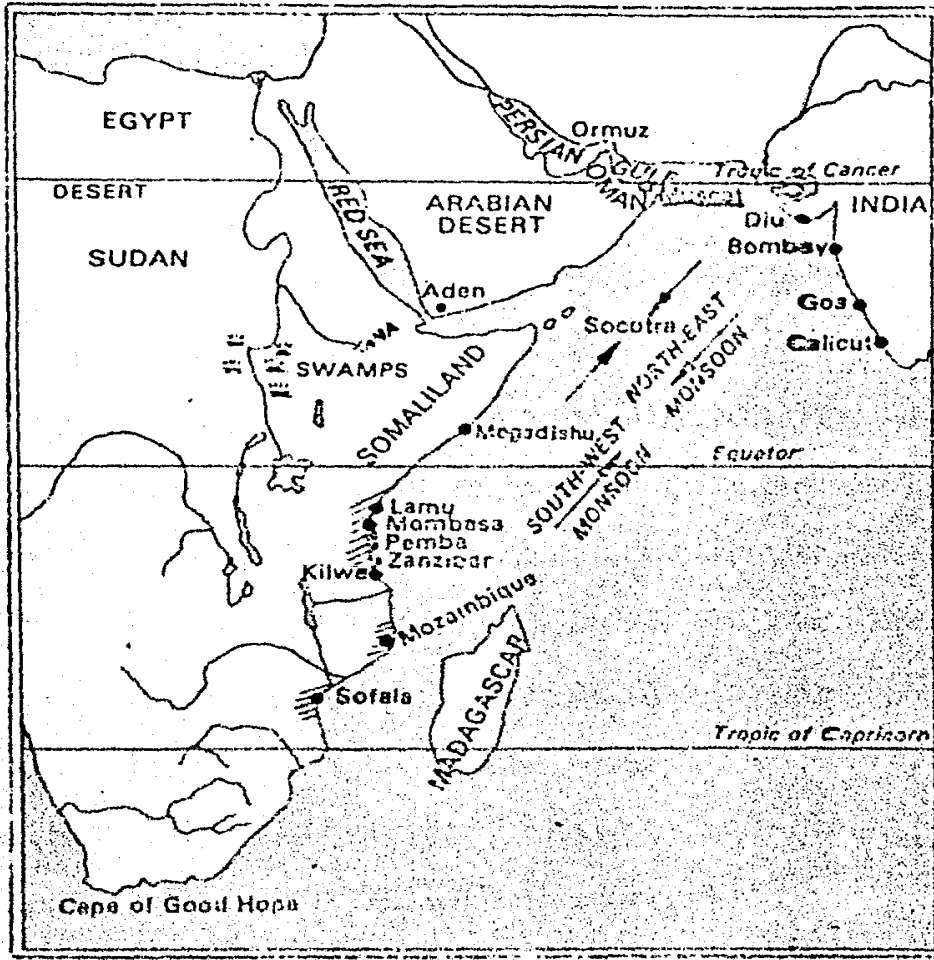 EGYPT
DESERT
SUDAN
RED SEA
PERSIAN
GULF
Ormuz
OMAN
Muscat
Tropic of Cancer
ARABIAN
DESERT
INDIA
Diu
Bombay
Goa
Calicut
Aden
Socotra
NORTH-EAST
MONSOON
SWAMPS
SOMALILAND
Mogadishu
SOUTH-WEST
MONSOON
Equator
Lamu
Mombasa
Pemba
Zanzibar
Kilwa
Mozambique
Sofala
MADAGASCAR
Tropic of Capricorn
Cape of Good Hope